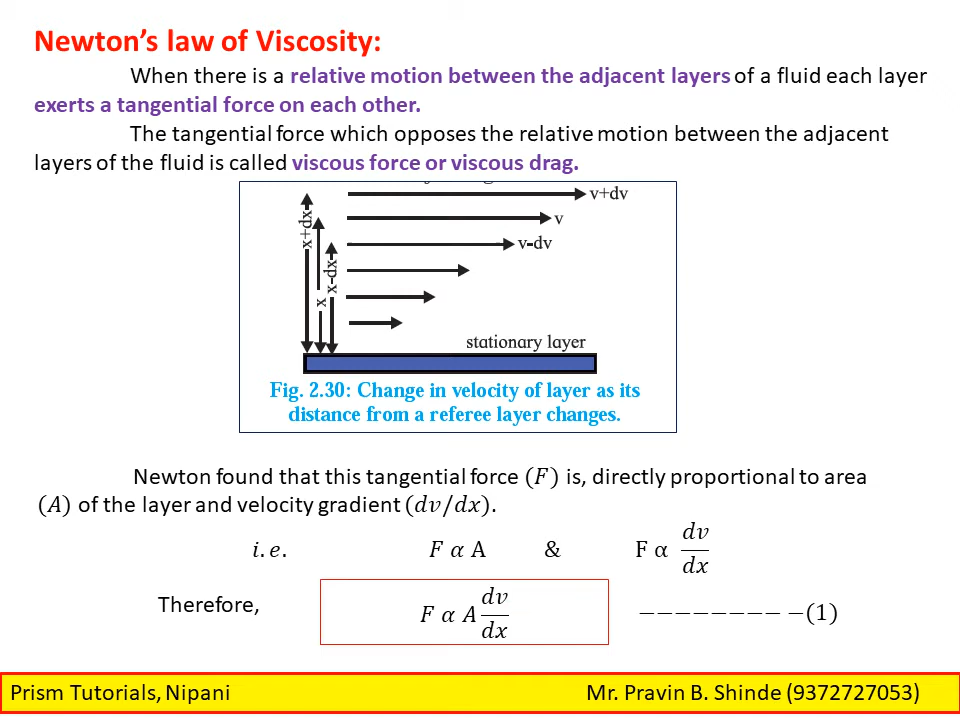 Newton’s law of Viscosity:
When there is a relative motion between the adjacent layers of a fluid each layer
exerts a tangential force on each other.
The tangential force which opposes the relative motion between the adjacent
layers of the fluid is called viscous force or viscous drag.
v+dv
v
v-dv
x+dx
x
x-dx
stationary layer
Fig. 2.30: Change in velocity of layer as its
distance from a referee layer changes.
Newton found that this tangential force (F) is, directly proportional to area
(A) of the layer and velocity gradient (dv/dx).
i.e. F α A & F α dv/dx
Therefore, F α A dv/dx −−−−−−−− −(1)
Prism Tutorials, Nipani Mr. Pravin B. Shinde (9372727053)